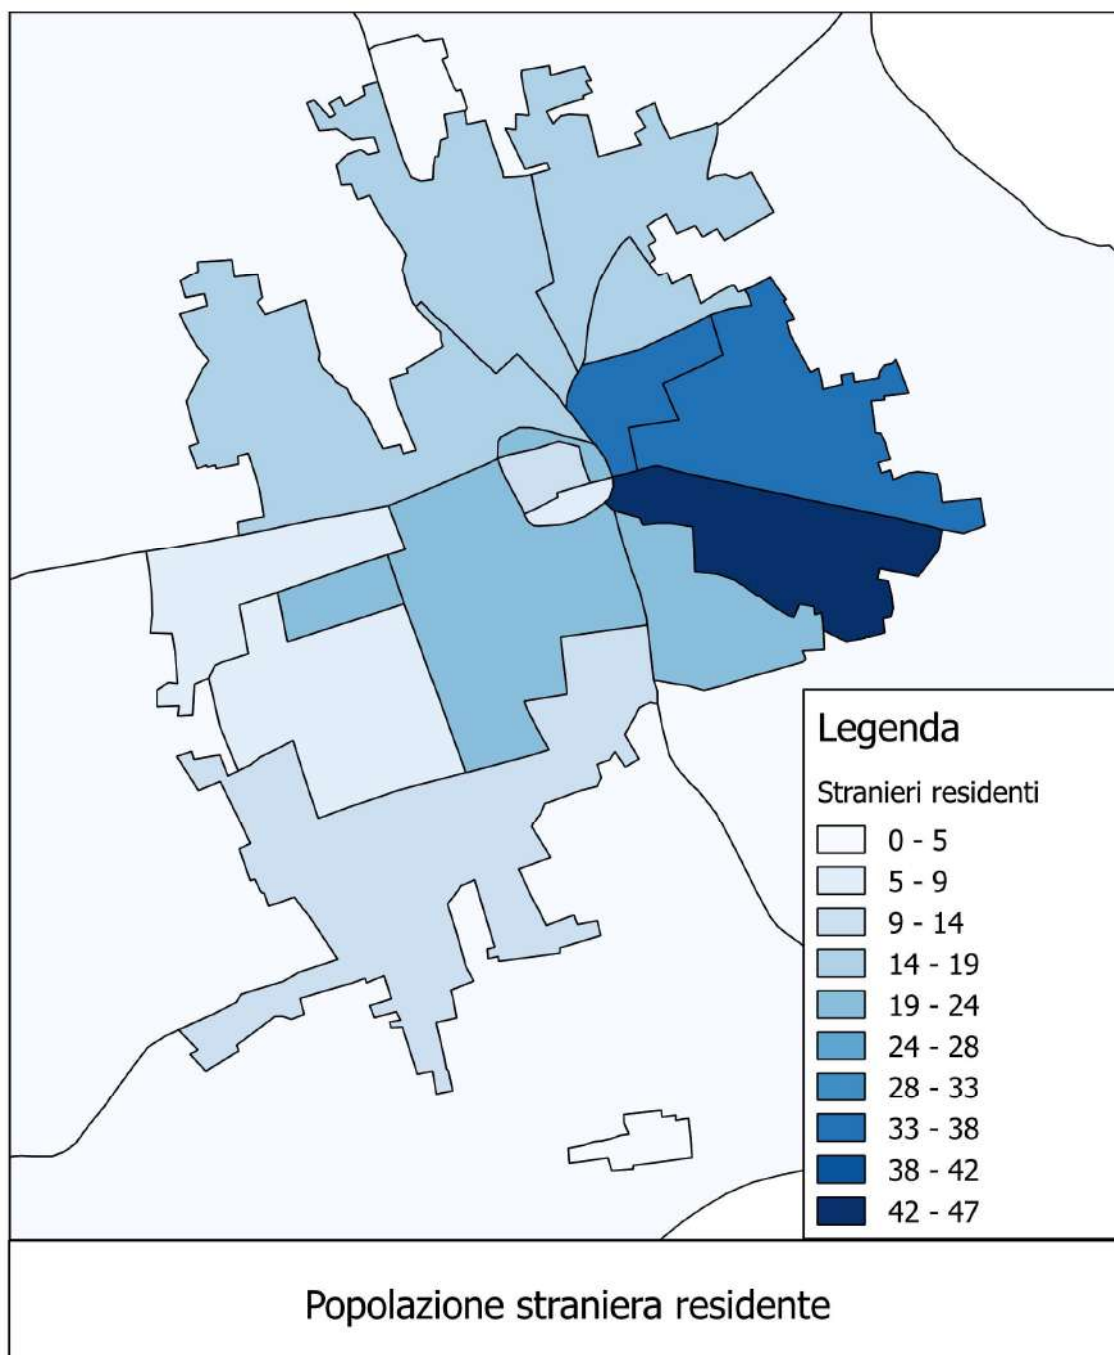 Legenda
Stranieri residenti
0 - 5
5 - 9
9 - 14
14 - 19
19 - 24
24 - 28
28 - 33
33 - 38
38 - 42
42 - 47
Popolazione straniera residente